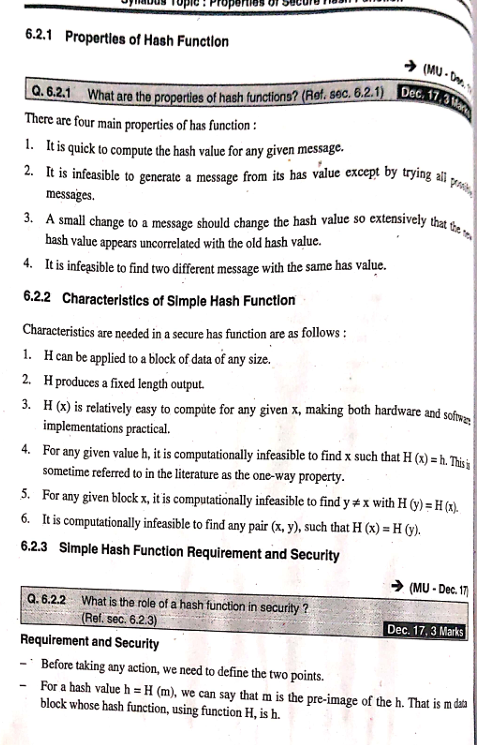 Syllabus Topic : Properties of Secure Hash Function
6.2.1 Properties of Hash Function
→ (MU - Dec.
Q. 6.2.1 What are the properties of hash functions? (Ref. sec. 6.2.1) Dec. 17, 3 Marks
There are four main properties of has function :
1. It is quick to compute the hash value for any given message.
2. It is infeasible to generate a message from its has value except by trying all possible
messages.
3. A small change to a message should change the hash value so extensively that the new
hash value appears uncorrelated with the old hash value.
4. It is infeasible to find two different message with the same has value.
6.2.2 Characteristics of Simple Hash Function
Characteristics are needed in a secure has function are as follows :
1. H can be applied to a block of data of any size.
2. H produces a fixed length output.
3. H (x) is relatively easy to compute for any given x, making both hardware and software
implementations practical.
4. For any given value h, it is computationally infeasible to find x such that H (x) = h. This is
sometime referred to in the literature as the one-way property.
5. For any given block x, it is computationally infeasible to find y ≠ x with H (y) = H (x).
6. It is computationally infeasible to find any pair (x, y), such that H (x) = H (y).
6.2.3 Simple Hash Function Requirement and Security
→ (MU - Dec. 17)
Q. 6.2.2 What is the role of a hash function in security ?
(Ref. sec. 6.2.3)
Dec. 17, 3 Marks
Requirement and Security
– Before taking any action, we need to define the two points.
– For a hash value h = H (m), we can say that m is the pre-image of the h. That is m data
block whose hash function, using function H, is h.